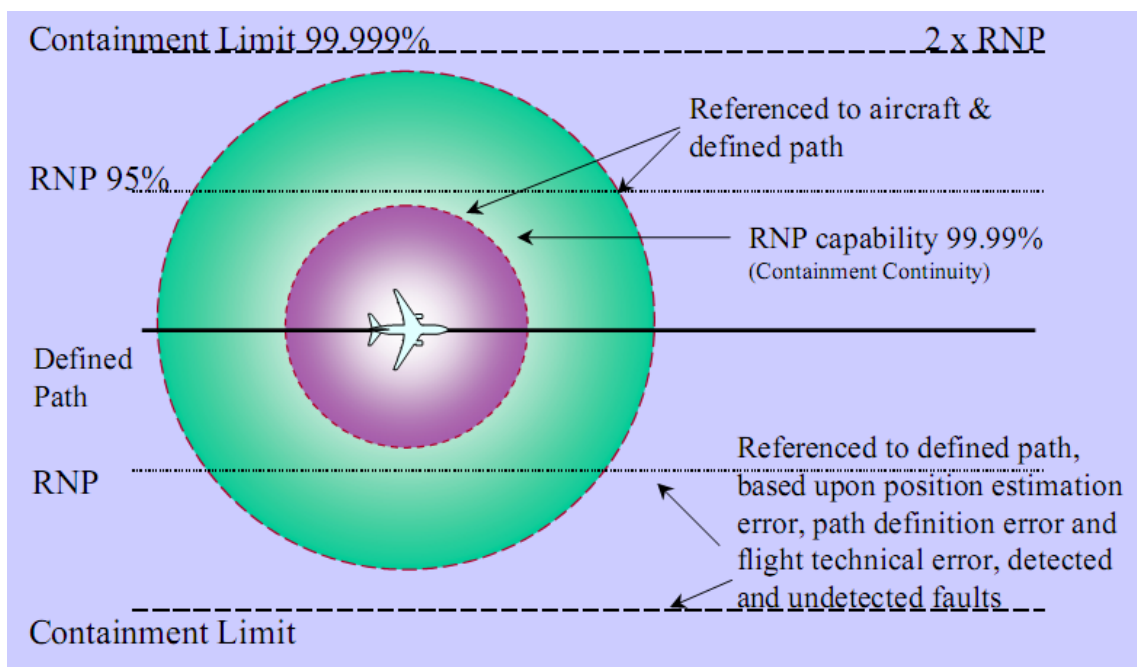 Containment Limit 99.999%
2 x RNP
Referenced to aircraft &
defined path
RNP 95%
RNP capability 99.99%
(Containment Continuity)
Defined
Path
RNP
Referenced to defined path,
based upon position estimation
error, path definition error and
flight technical error, detected
and undetected faults
Containment Limit